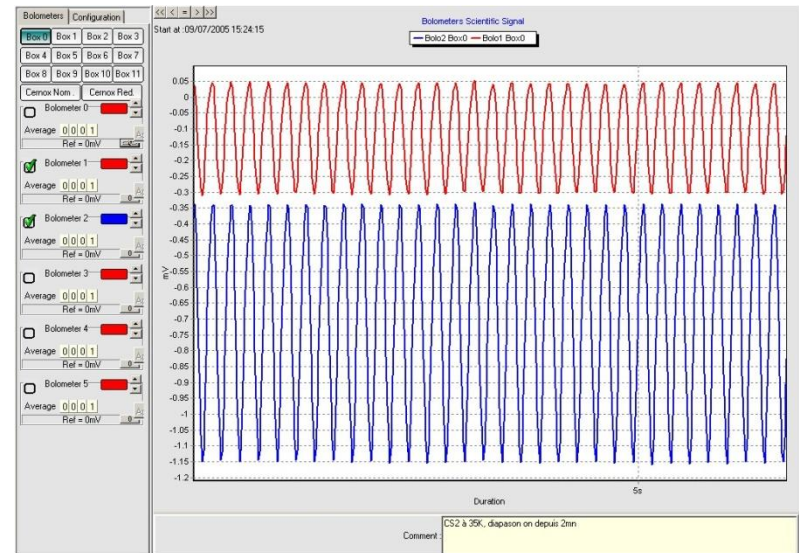 Bolometers Configuration
Box 0 Box 1 Box 2 Box 3
Box 4 Box 5 Box 6 Box 7
Box 8 Box 9 Box 10 Box 11
Cernox Nom. Cernox Red.
Bolometer 0
Average 0 0 0 1
Ref = 0mV
Bolometer 1
Average 0 0 0 1
Ref = 0mV
Bolometer 2
Average 0 0 0 1
Ref = 0mV
Bolometer 3
Average 0 0 0 1
Ref = 0mV
Bolometer 4
Average 0 0 0 1
Ref = 0mV
Bolometer 5
Average 0 0 0 1
Ref = 0mV
<< < = > >>
Start at :09/07/2005 15:24:15
Bolometers Scientific Signal
Bolo2 Box0 Bolo1 Box0
0.05
0
-0.05
-0.1
-0.15
-0.2
-0.25
-0.3
-0.35
-0.4
-0.45
-0.5
-0.55
-0.6
-0.65
-0.7
-0.75
-0.8
-0.85
-0.9
-0.95
-1
-1.05
-1.1
-1.15
-1.2
mV
5s
Duration
Comment : CS2 à 35K, diapason on depuis 2mn